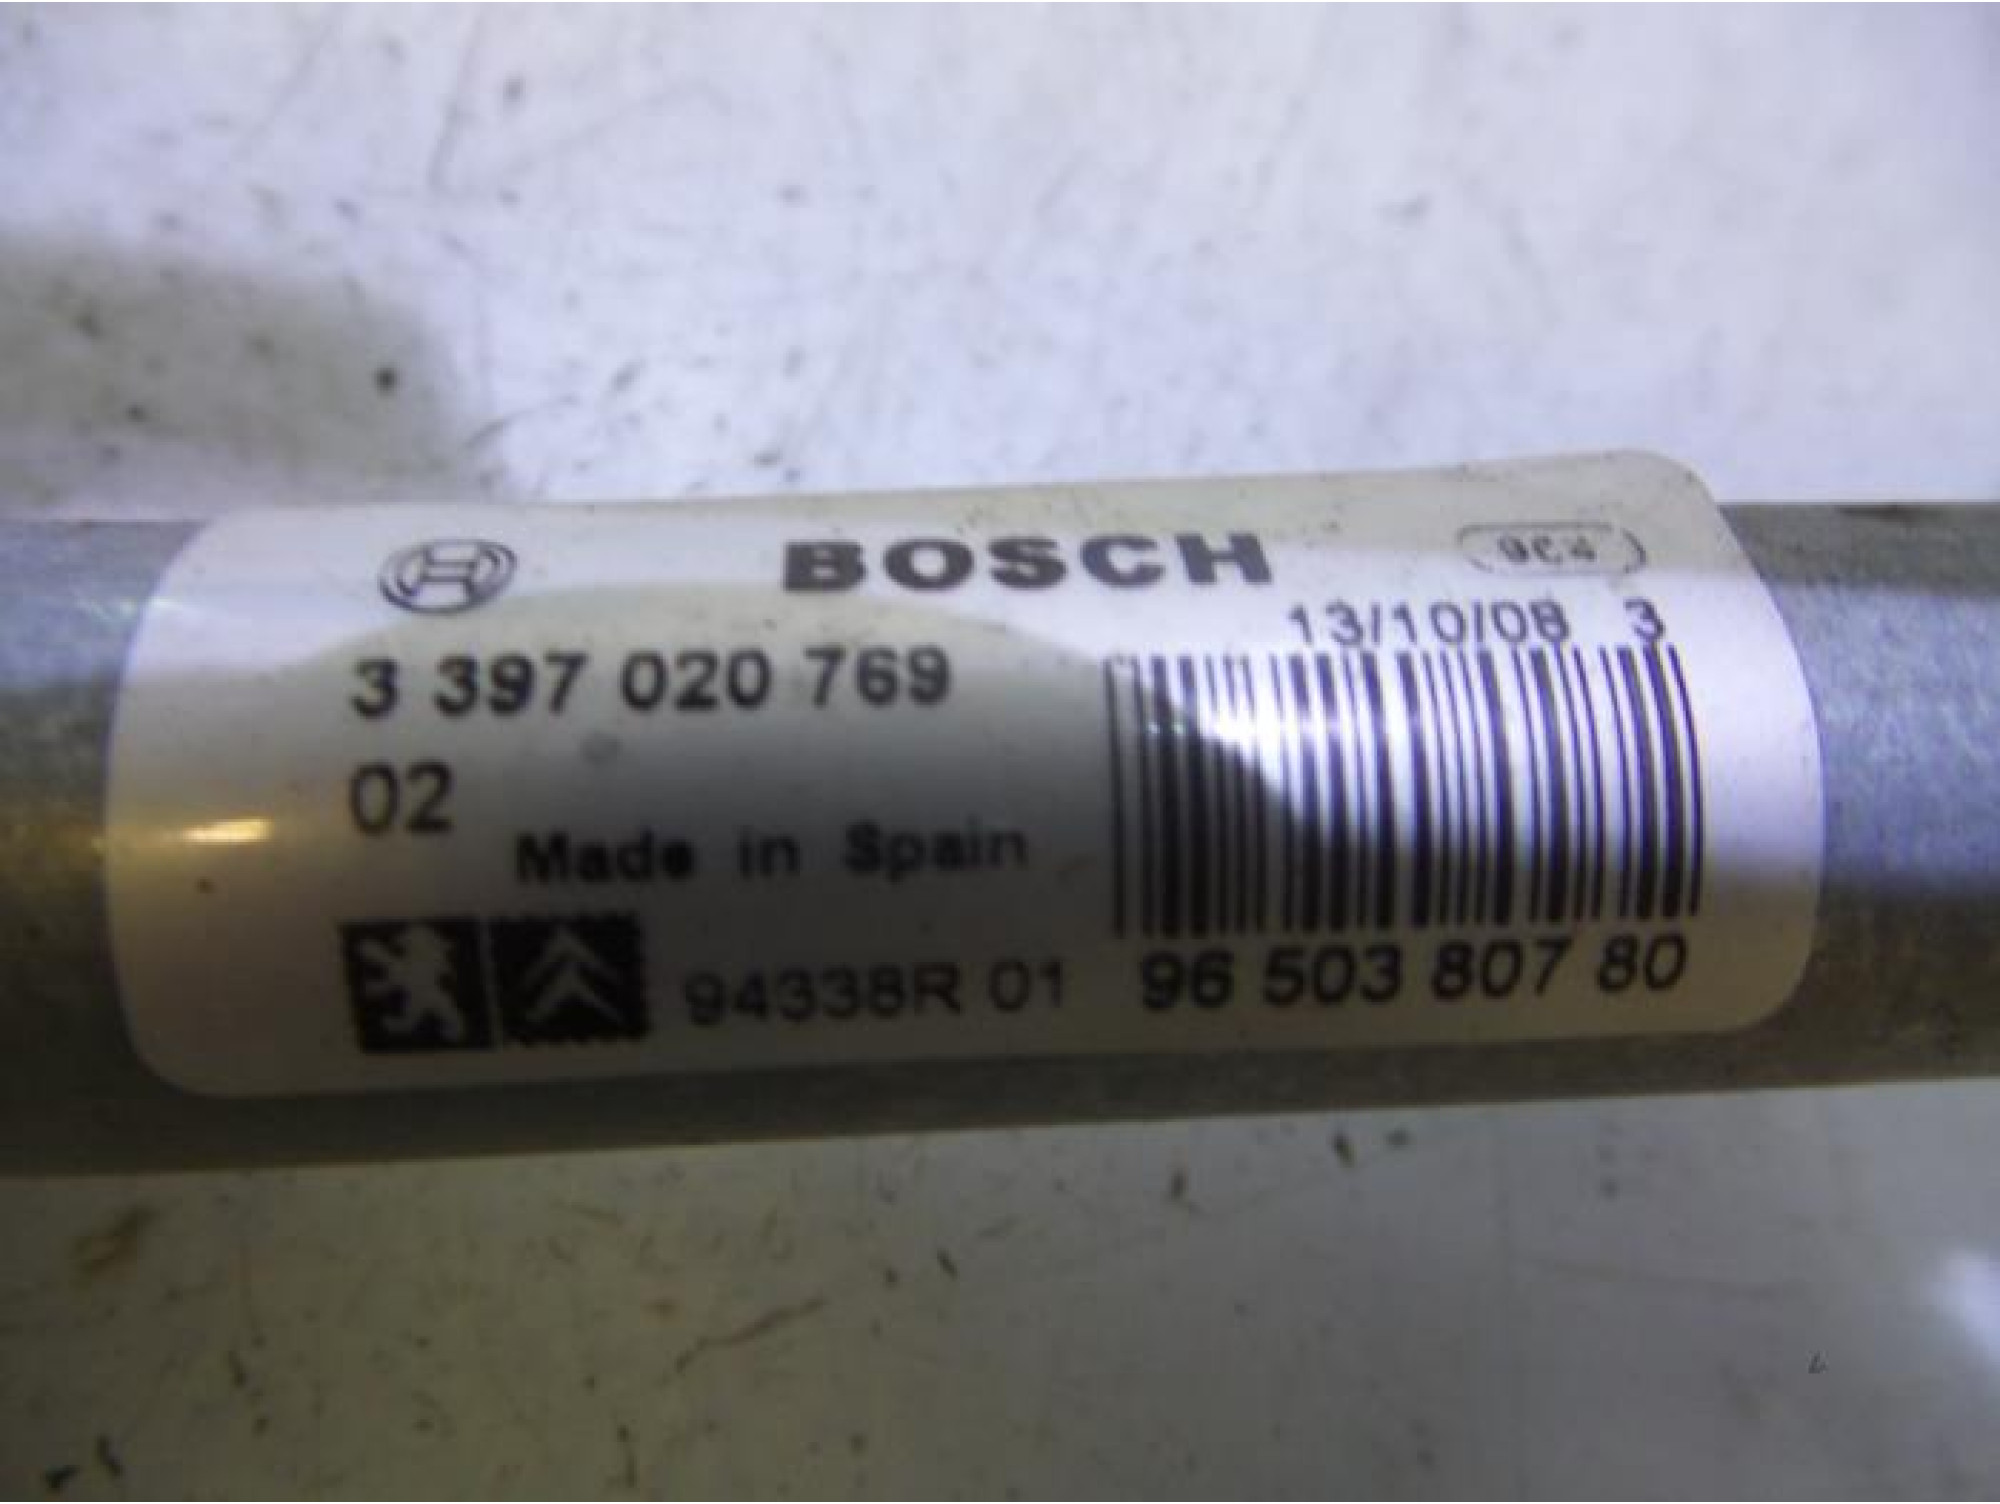 BOSCH
13/10/08 3
3 397 020 769
02
Made in Spain
94338R 01 96 503 807 80